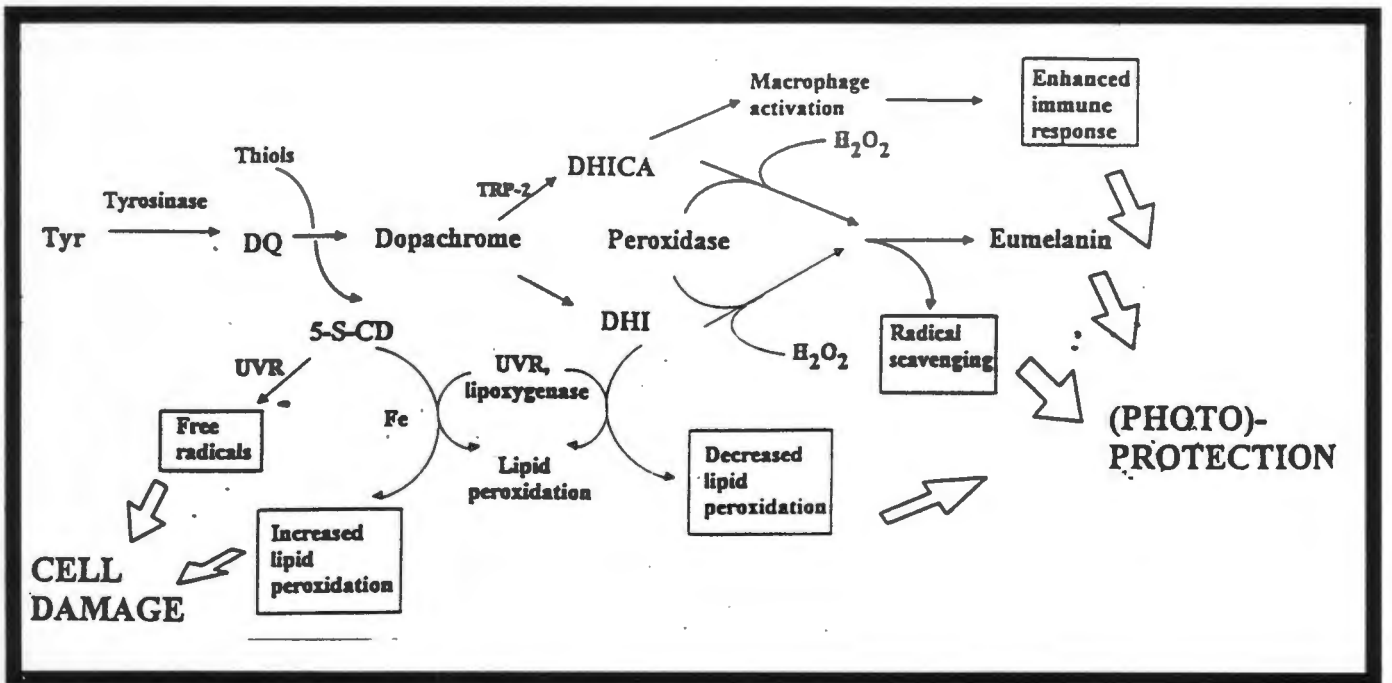 Macrophage
activation
Enhanced
immune
response
H2O2
Thiols
DHICA
TRP-2
Tyrosinase
Tyr
DQ
Dopachrome
Peroxidase
Eumelanin
5-S-CD
DHI
H2O2
Radical
scavenging
UVR
UVR,
lipoxygenase
Fe
Free
radicals
Lipid
peroxidation
Decreased
lipid
peroxidation
(PHOTO)-
PROTECTION
Increased
lipid
peroxidation
CELL
DAMAGE